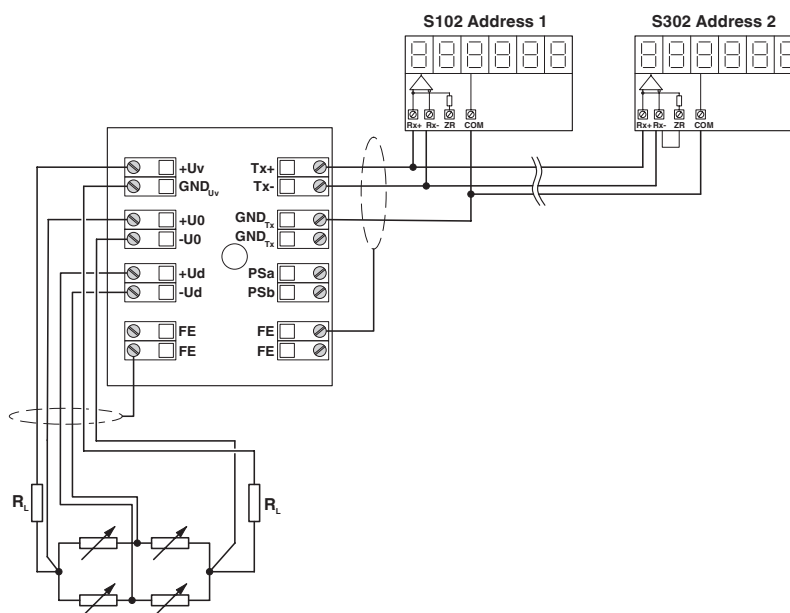 S102 Address 1
S302 Address 2
Rx+ Rx- ZR COM
Rx+ Rx- ZR COM
+Uv Tx+
GNDUv Tx-
+U0 GNDTx
-U0 GNDTx
+Ud PSa
-Ud PSb
FE FE
FE FE
RL RL